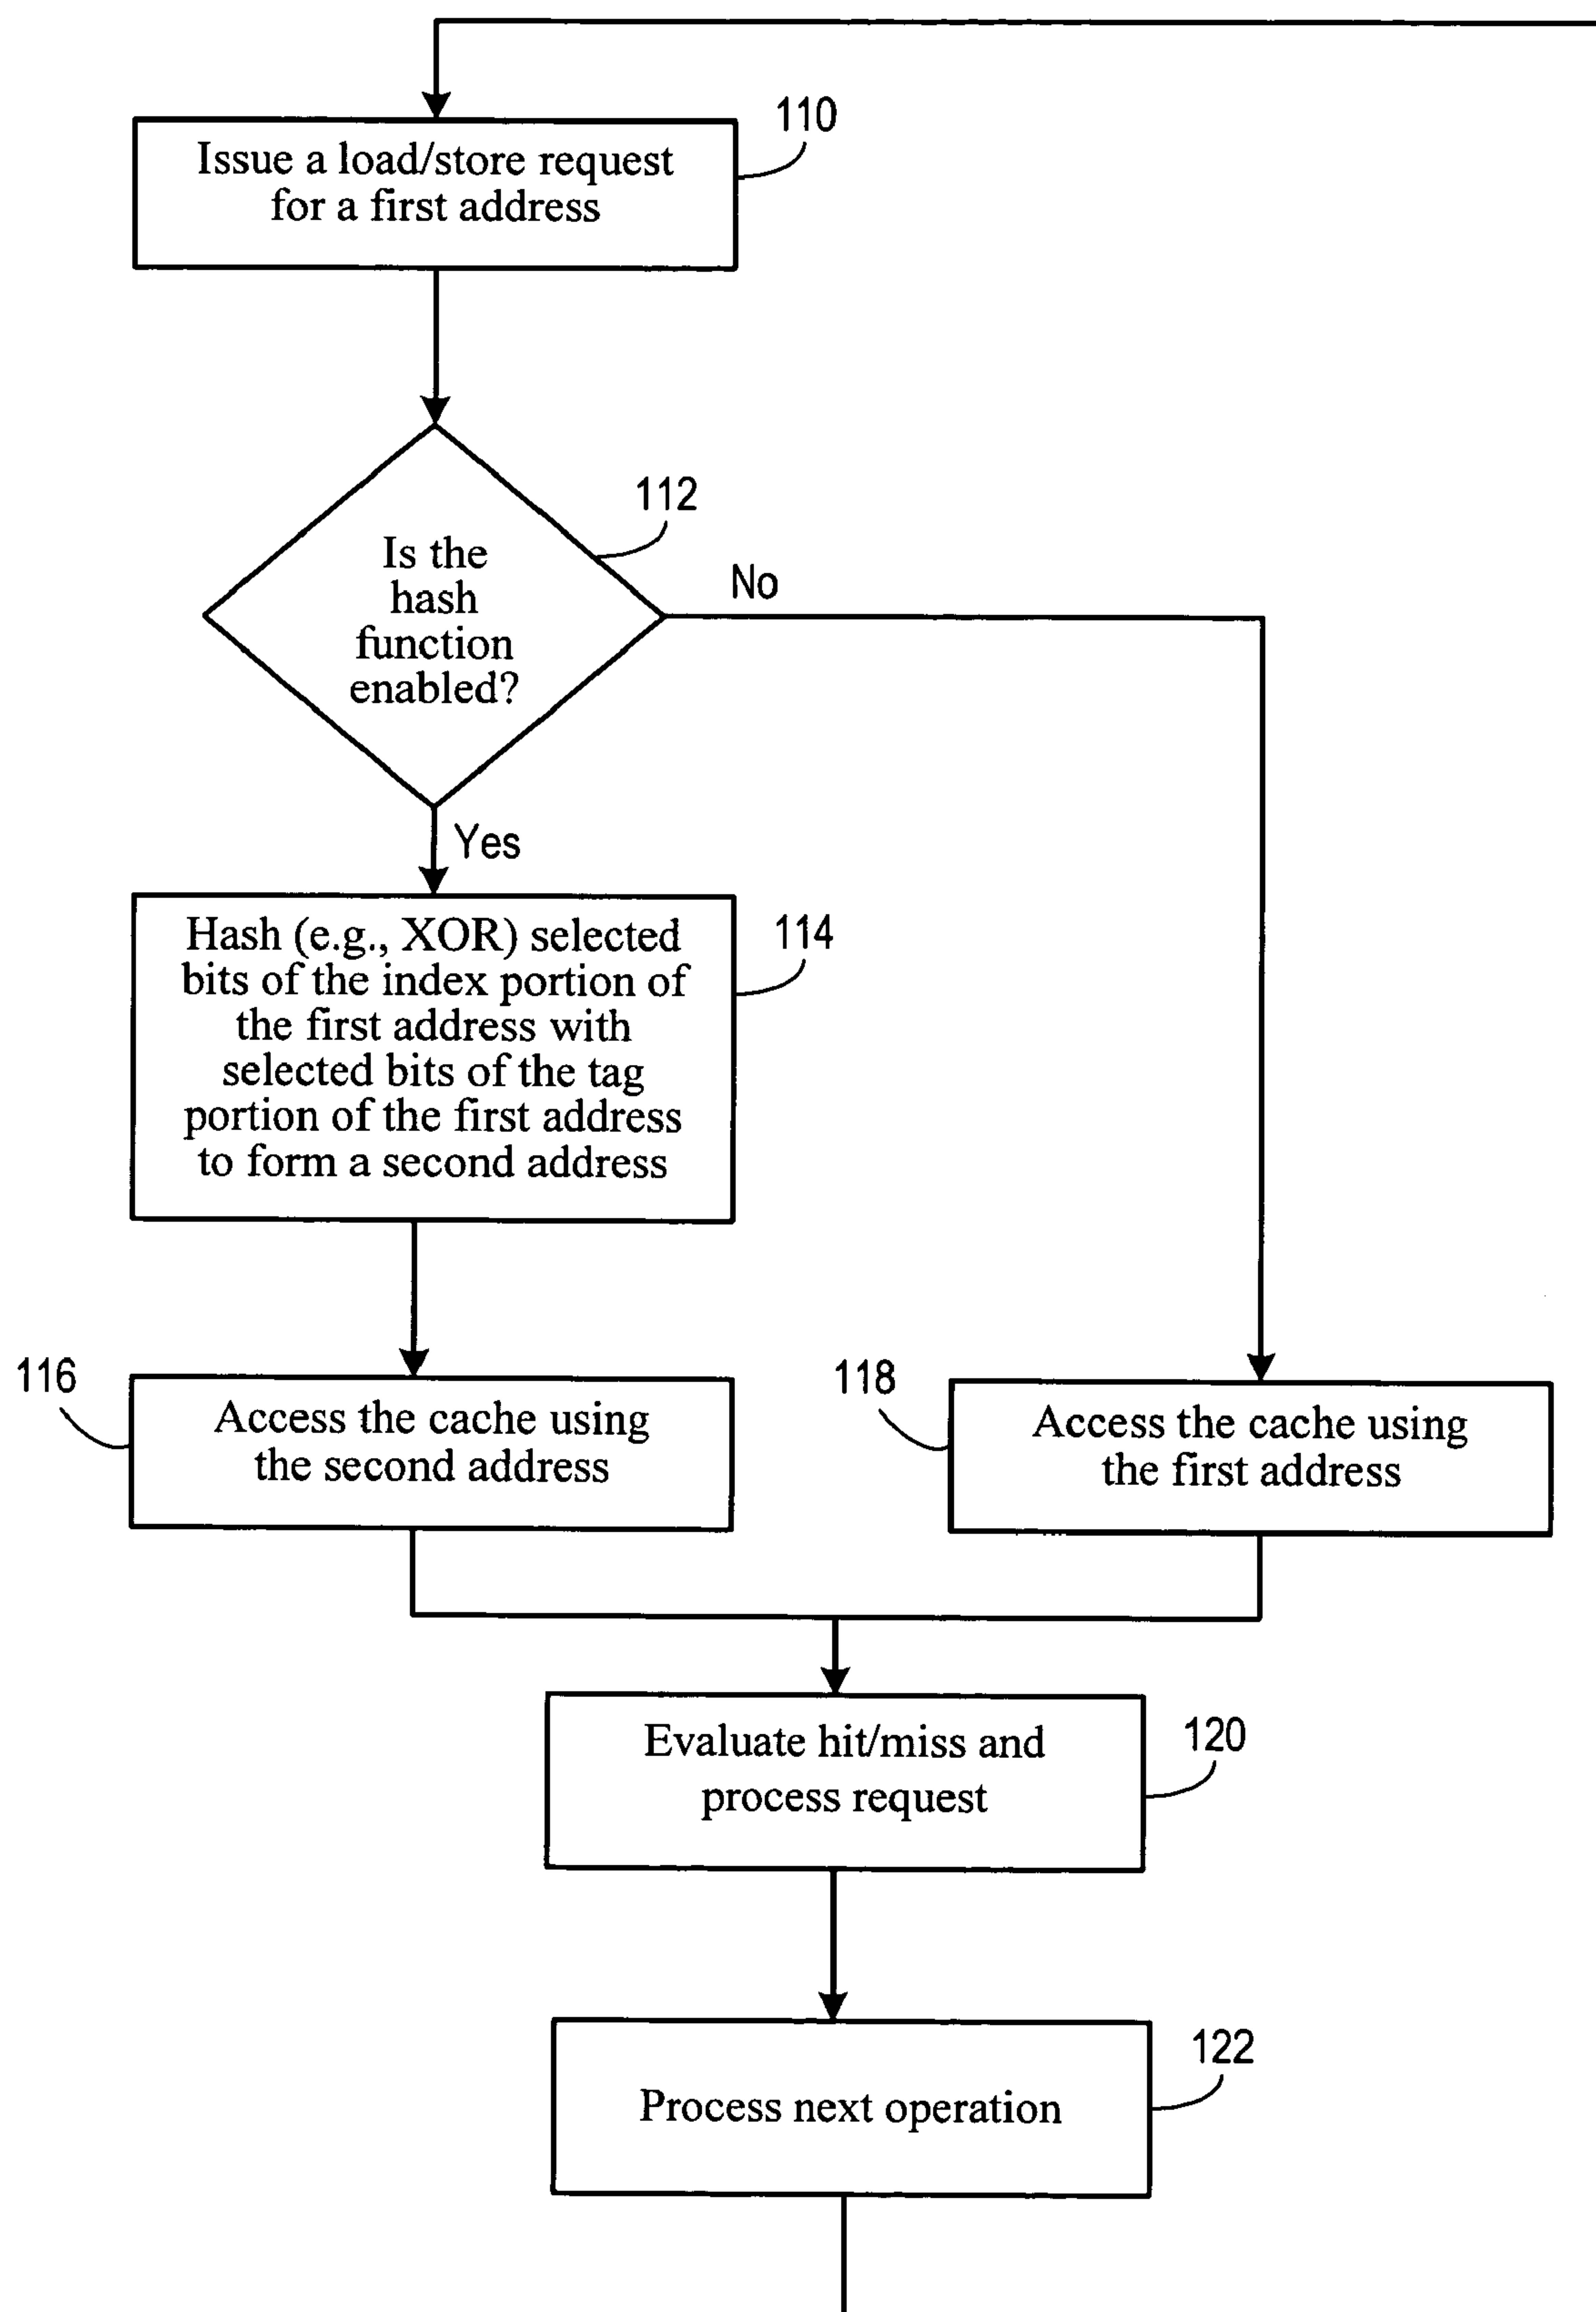 110
Issue a load/store request
for a first address
112
Is the
hash
function
enabled?
No
Yes
114
Hash (e.g., XOR) selected
bits of the index portion of
the first address with
selected bits of the tag
portion of the first address
to form a second address
116
Access the cache using
the second address
118
Access the cache using
the first address
120
Evaluate hit/miss and
process request
122
Process next operation